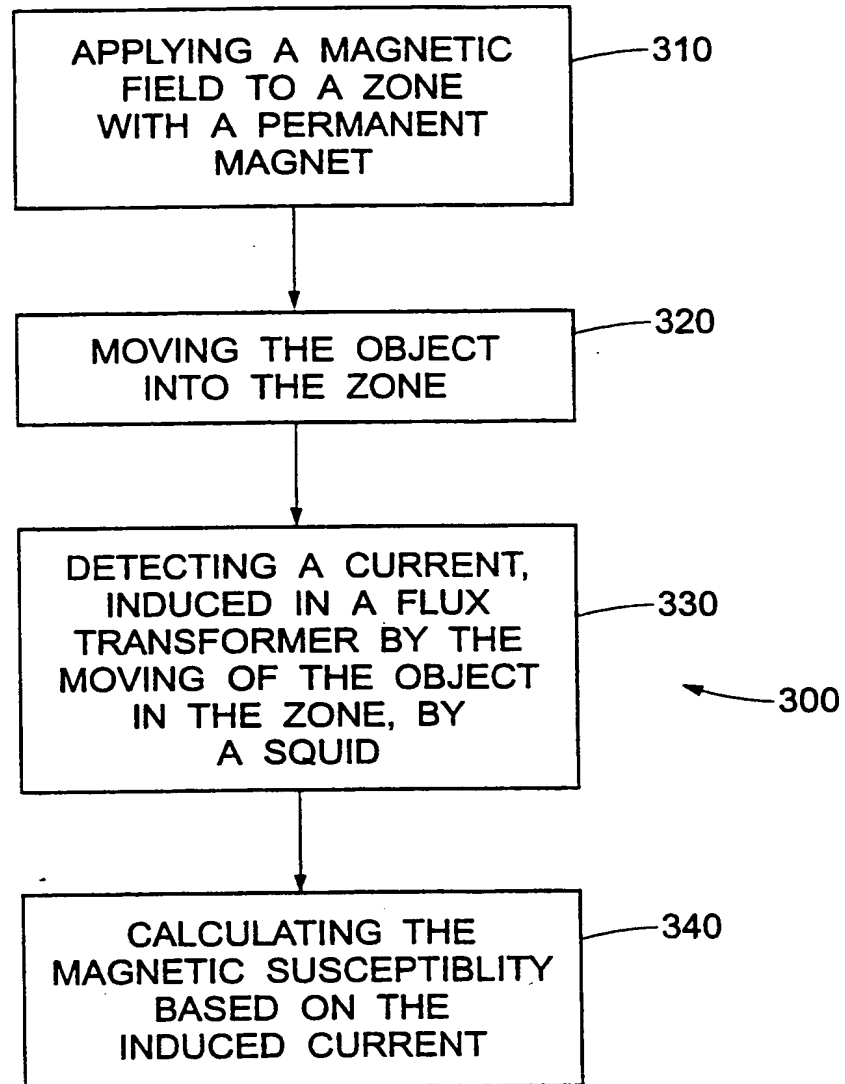 APPLYING A MAGNETIC
FIELD TO A ZONE
WITH A PERMANENT
MAGNET
310
MOVING THE OBJECT
INTO THE ZONE
320
DETECTING A CURRENT,
INDUCED IN A FLUX
TRANSFORMER BY THE
MOVING OF THE OBJECT
IN THE ZONE, BY
A SQUID
330
300
CALCULATING THE
MAGNETIC SUSCEPTIBLITY
BASED ON THE
INDUCED CURRENT
340